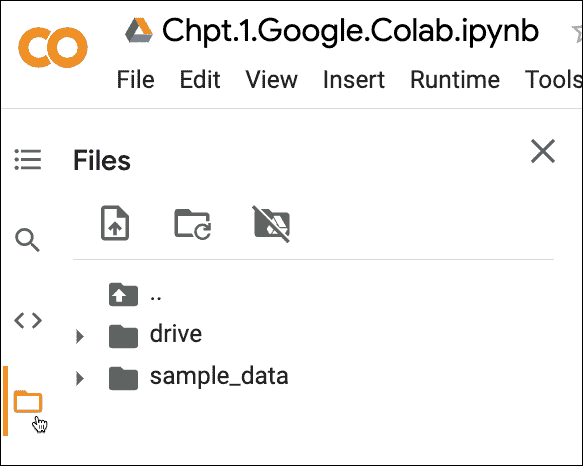 CO
Chpt.1.Google.Colab.ipynb
File Edit View Insert Runtime Tools
Files
..
drive
sample_data